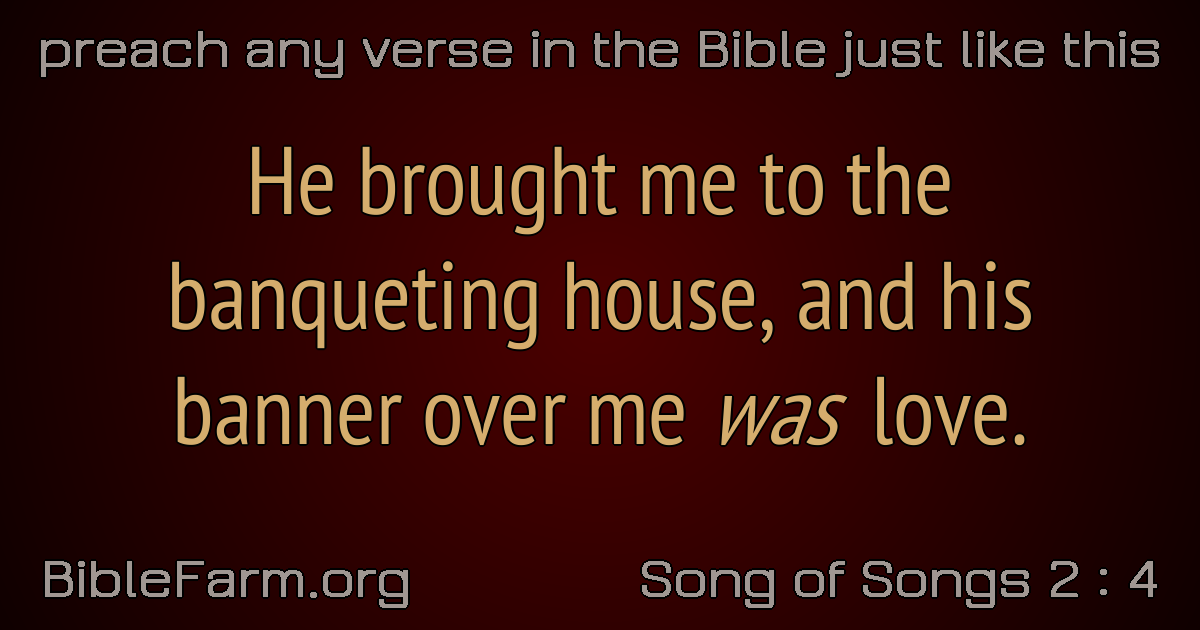 preach any verse in the Bible just like this
He brought me to the
banqueting house, and his
banner over me was love.
BibleFarm.org
Song of Songs 2 : 4